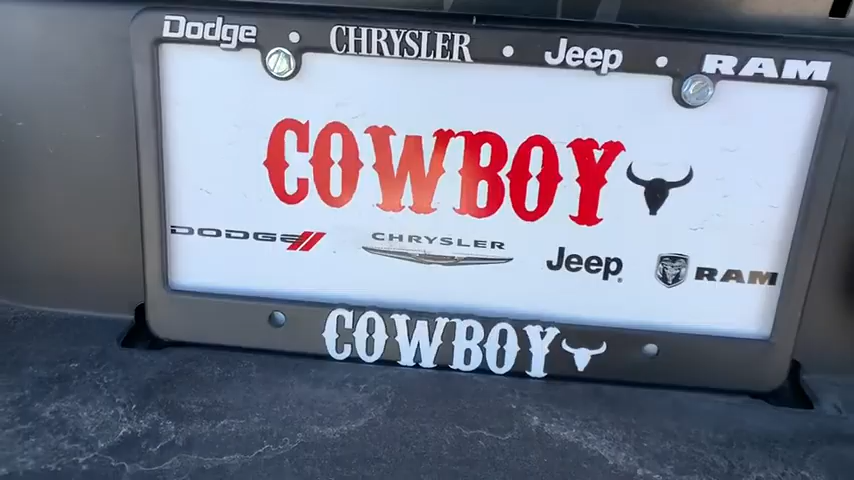 Dodge • CHRYSLER • Jeep • RAM
COWBOY
DODGE CHRYSLER Jeep RAM
COWBOY